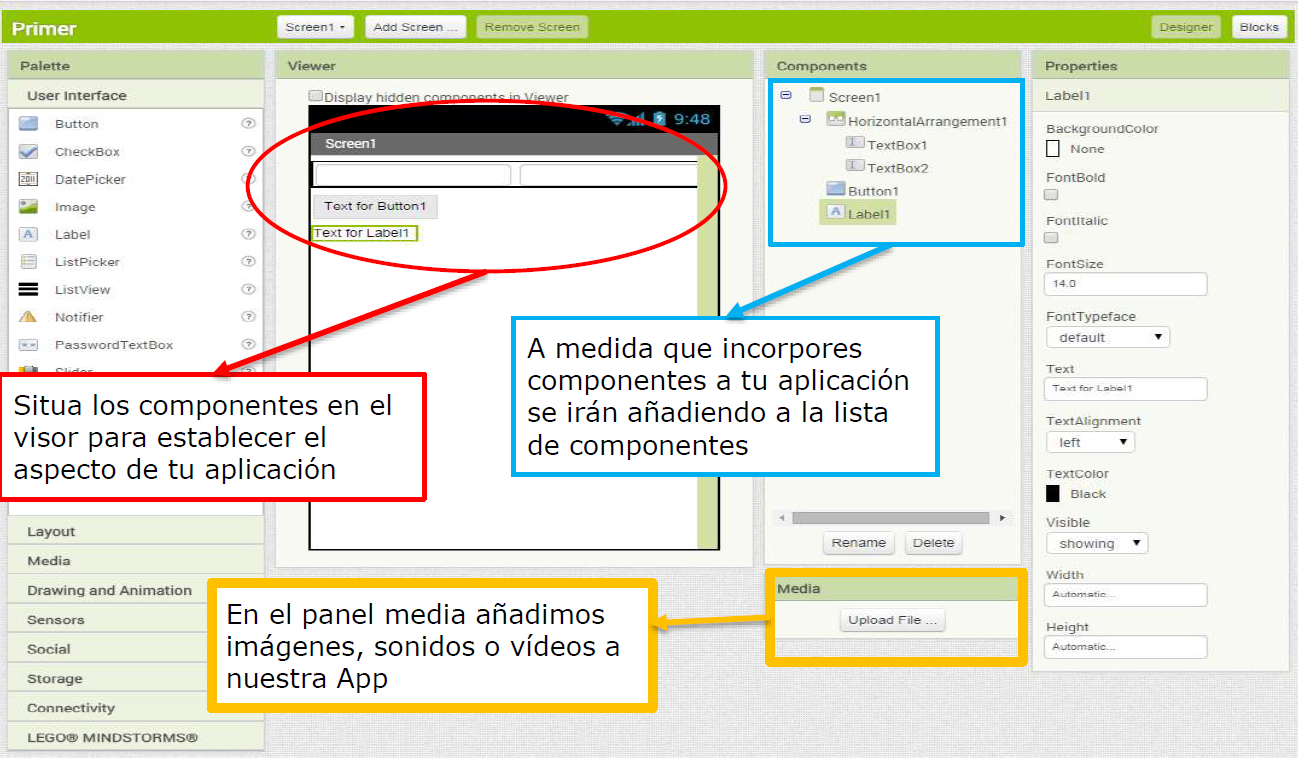 Primer
Screen1
Add Screen ...
Remove Screen
Designer
Blocks
Palette
User Interface
Button
CheckBox
DatePicker
Image
Label
ListPicker
ListView
Notifier
PasswordTextBox
Slider
Layout
Media
Drawing and Animation
Sensors
Social
Storage
Connectivity
LEGO® MINDSTORMS®
Viewer
Display hidden components in Viewer
9:48
Screen1
Text for Button1
Text for Label1
Situa los componentes en el
visor para establecer el
aspecto de tu aplicación
A medida que incorpores
componentes a tu aplicación
se irán añadiendo a la lista
de componentes
En el panel media añadimos
imágenes, sonidos o vídeos a
nuestra App
Components
Screen1
HorizontalArrangement1
TextBox1
TextBox2
Button1
Label1
Rename
Delete
Media
Upload File ...
Properties
Label1
BackgroundColor
None
FontBold
FontItalic
FontSize
14.0
FontTypeface
default
Text
Text for Label1
TextAlignment
left
TextColor
Black
Visible
showing
Width
Automatic...
Height
Automatic...